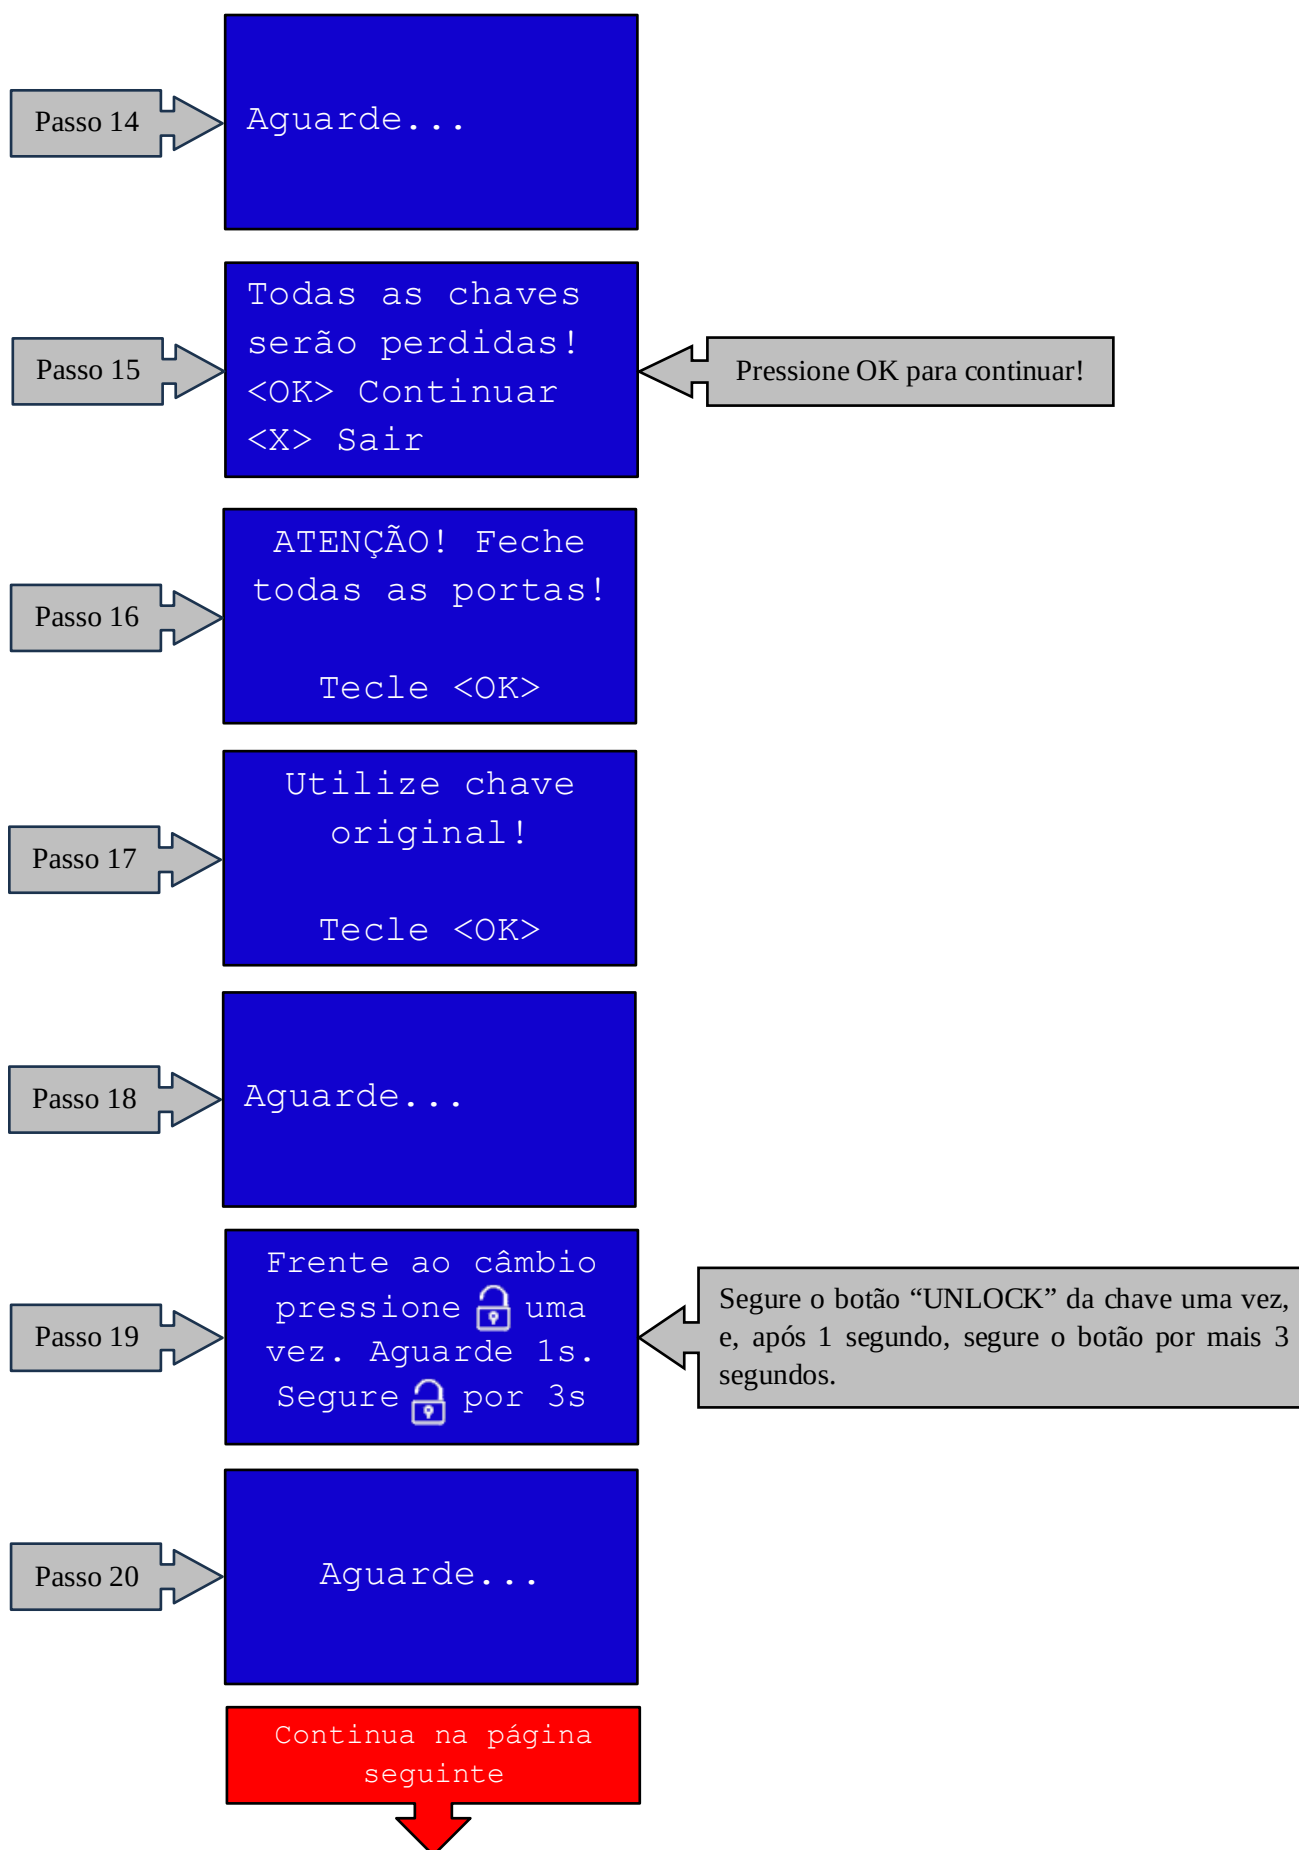 Passo 14
Aguarde...
Passo 15
Todas as chaves
serão perdidas!
<OK> Continuar
<X> Sair
Pressione OK para continuar!
Passo 16
ATENÇÃO! Feche
todas as portas!
Tecle <OK>
Passo 17
Utilize chave
original!
Tecle <OK>
Passo 18
Aguarde...
Passo 19
Frente ao câmbio
pressione uma
vez. Aguarde 1s.
Segure por 3s
Segure o botão “UNLOCK” da chave uma vez,
e, após 1 segundo, segure o botão por mais 3
segundos.
Passo 20
Aguarde...
Continua na página
seguinte